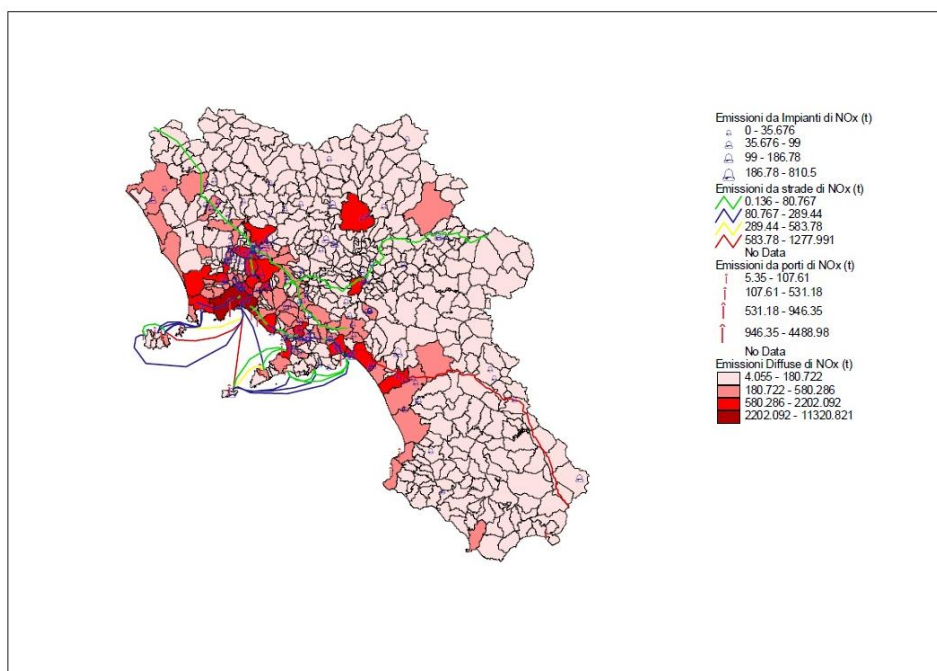 Emissioni da Impianti di NOx (t)
0 - 35.676
35.676 - 99
99 - 186.78
186.78 - 810.5
Emissioni da strade di NOx (t)
0.136 - 80.767
80.767 - 289.44
289.44 - 583.78
583.78 - 1277.991
No Data
Emissioni da porti di NOx (t)
5.35 - 107.61
107.61 - 531.18
531.18 - 946.35
946.35 - 4488.98
No Data
Emissioni Diffuse di NOx (t)
4.055 - 180.722
180.722 - 580.286
580.286 - 2202.092
2202.092 - 11320.821